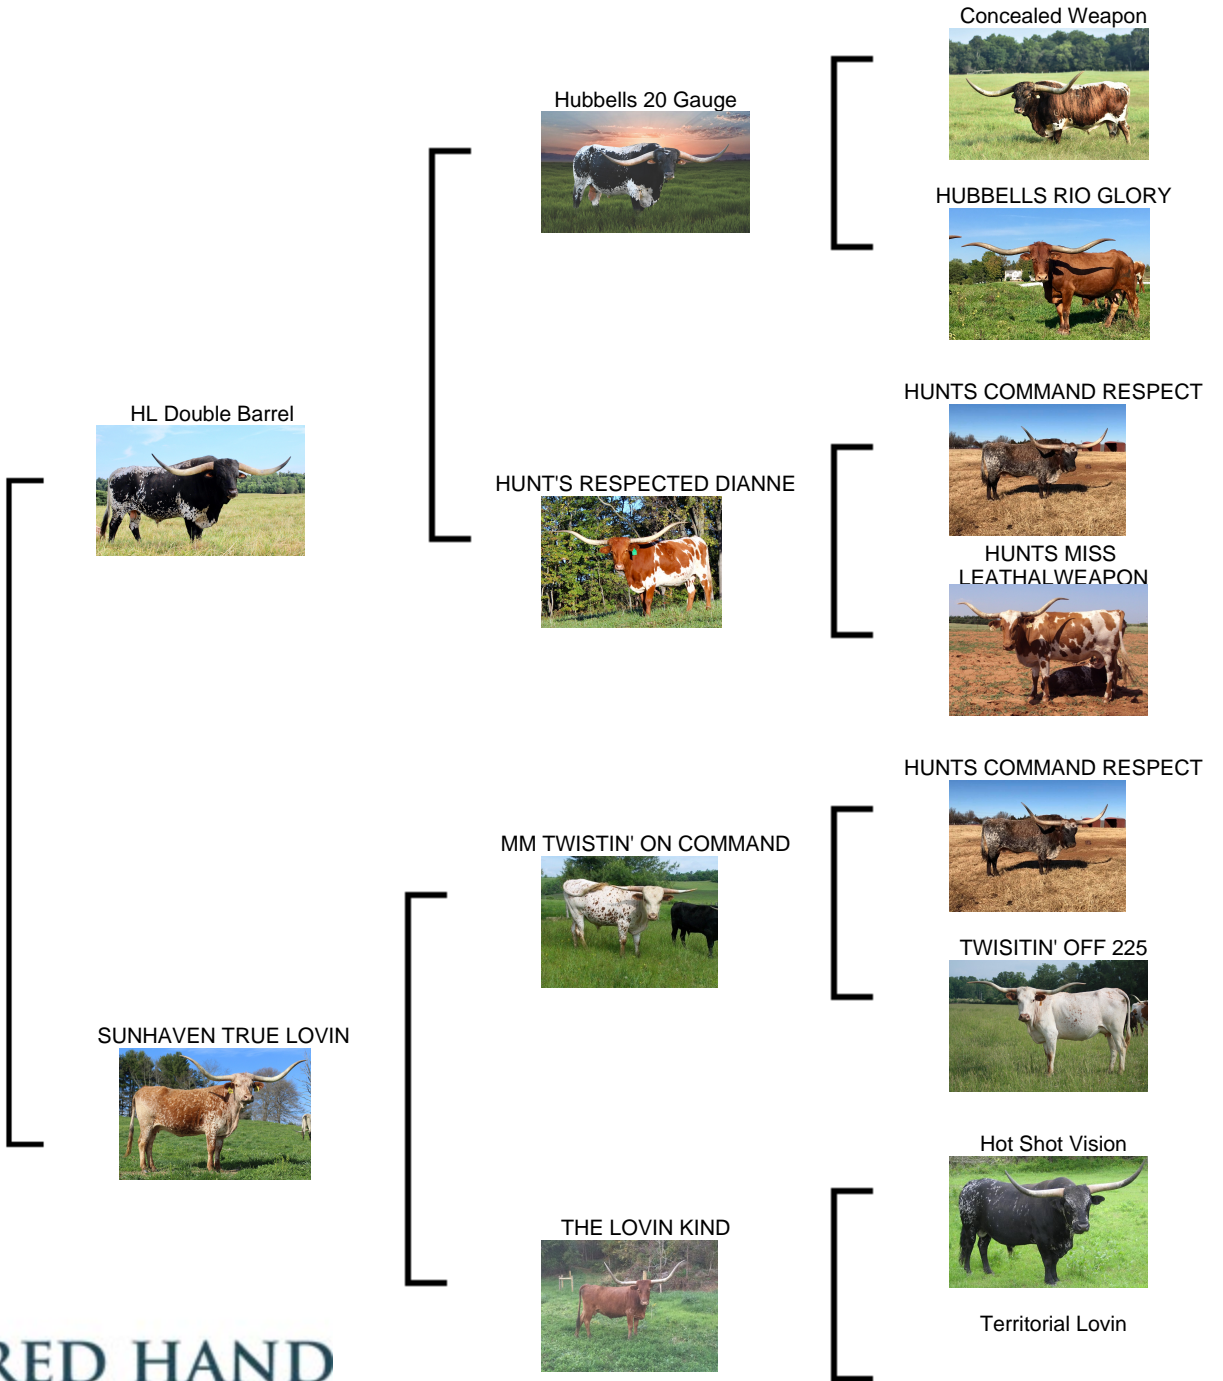 Concealed Weapon
Hubbells 20 Gauge
HUBBELLS RIO GLORY
HL Double Barrel
HUNTS COMMAND RESPECT
HUNT'S RESPECTED DIANNE
HUNTS MISS
LEATHALWEAPON
HUNTS COMMAND RESPECT
MM TWISTIN' ON COMMAND
TWISITIN' OFF 225
SUNHAVEN TRUE LOVIN
Hot Shot Vision
THE LOVIN KIND
Territorial Lovin
RED HAND